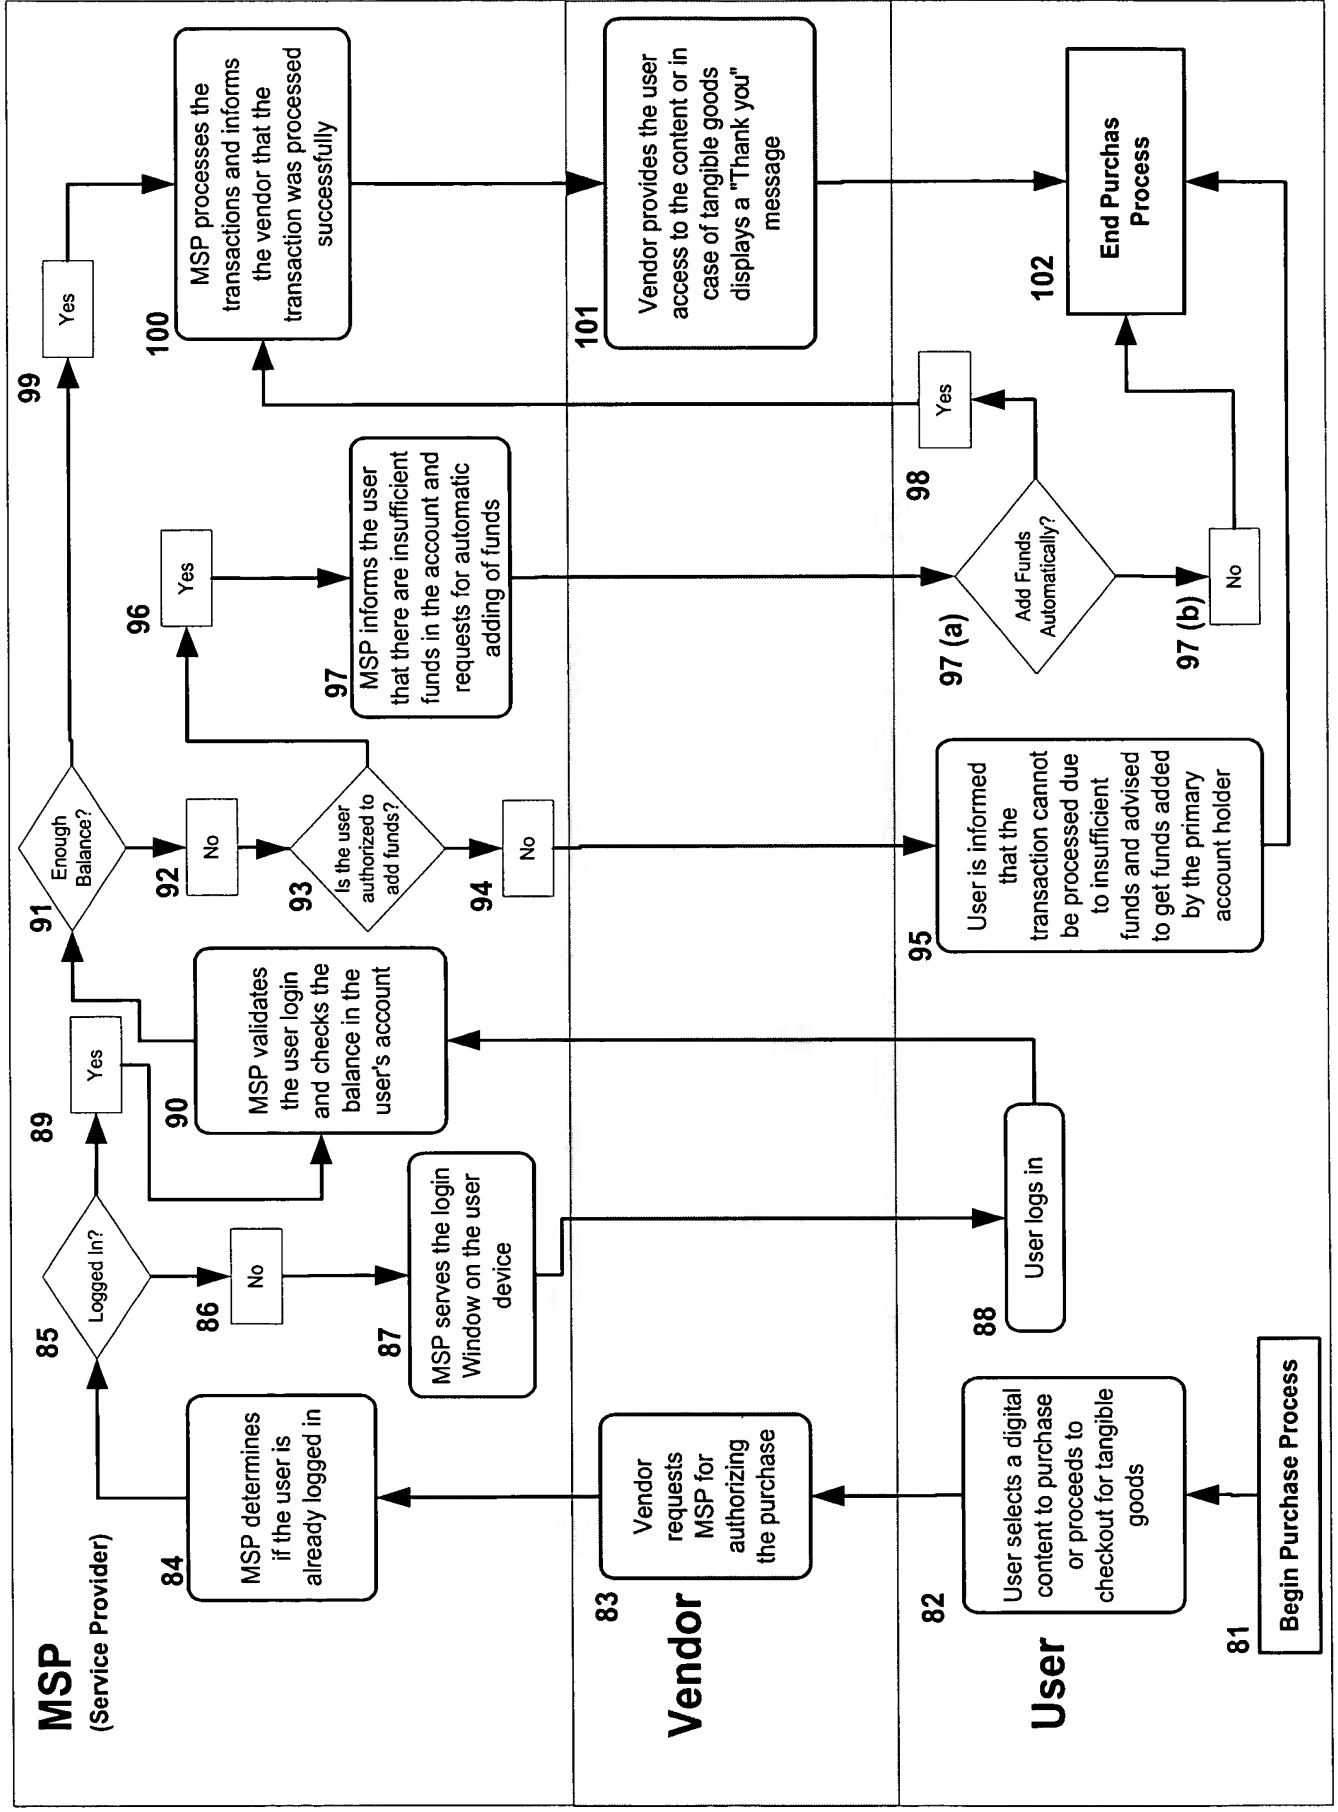 MSP
(Service Provider)
84
MSP determines
if the user is
already logged in
85
Logged In?
86
No
87
MSP serves the login
Window on the user
device
89
Yes
90
MSP validates
the user login
and checks the
balance in the
user's account
91
Enough
Balance?
92
No
93
Is the user
authorized to
add funds?
94
No
96
Yes
97
MSP informs the user
that there are insufficient
funds in the account and
requests for automatic
adding of funds
99
Yes
100
MSP processes the
transactions and informs
the vendor that the
transaction was processed
successfully
Vendor
83
Vendor
requests
MSP for
authorizing
the purchase
101
Vendor provides the user
access to the content or in
case of tangible goods
displays a "Thank you"
message
User
81
Begin Purchase Process
82
User selects a digital
content to purchase
or proceeds to
checkout for tangible
goods
88
User logs in
95
User is informed
that the
transaction cannot
be processed due
to insufficient
funds and advised
to get funds added
by the primary
account holder
97 (a)
Add Funds
Automatically?
97 (b)
No
98
Yes
102
End Purchas
Process